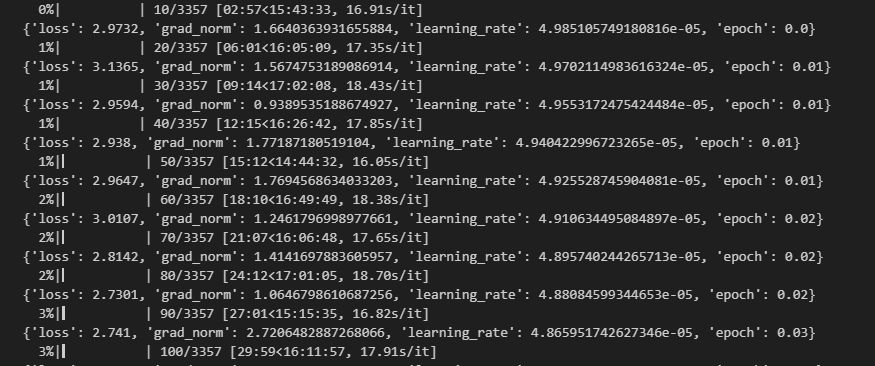 0%| | 10/3357 [02:57<15:43:33, 16.91s/it]
{'loss': 2.9732, 'grad_norm': 1.6640363931655884, 'learning_rate': 4.985105749180816e-05, 'epoch': 0.0}
1%| | 20/3357 [06:01<16:05:09, 17.35s/it]
{'loss': 3.1365, 'grad_norm': 1.5674753189086914, 'learning_rate': 4.9702114983616324e-05, 'epoch': 0.01}
1%| | 30/3357 [09:14<17:02:08, 18.43s/it]
{'loss': 2.9594, 'grad_norm': 0.9389535188674927, 'learning_rate': 4.9553172475424484e-05, 'epoch': 0.01}
1%| | 40/3357 [12:15<16:26:42, 17.85s/it]
{'loss': 2.938, 'grad_norm': 1.77187180519104, 'learning_rate': 4.940422996723265e-05, 'epoch': 0.01}
1%| | 50/3357 [15:12<14:44:32, 16.05s/it]
{'loss': 2.9647, 'grad_norm': 1.7694568634033203, 'learning_rate': 4.925528745904081e-05, 'epoch': 0.01}
2%| | 60/3357 [18:10<16:49:49, 18.38s/it]
{'loss': 3.0107, 'grad_norm': 1.2461796998977661, 'learning_rate': 4.910634495084897e-05, 'epoch': 0.02}
2%| | 70/3357 [21:07<16:06:48, 17.65s/it]
{'loss': 2.8142, 'grad_norm': 1.4141697883605957, 'learning_rate': 4.895740244265713e-05, 'epoch': 0.02}
2%| | 80/3357 [24:12<17:01:05, 18.70s/it]
{'loss': 2.7301, 'grad_norm': 1.0646798610687256, 'learning_rate': 4.88084599344653e-05, 'epoch': 0.02}
3%| | 90/3357 [27:01<15:15:35, 16.82s/it]
{'loss': 2.741, 'grad_norm': 2.7206482887268066, 'learning_rate': 4.865951742627346e-05, 'epoch': 0.03}
3%| | 100/3357 [29:59<16:11:57, 17.91s/it]